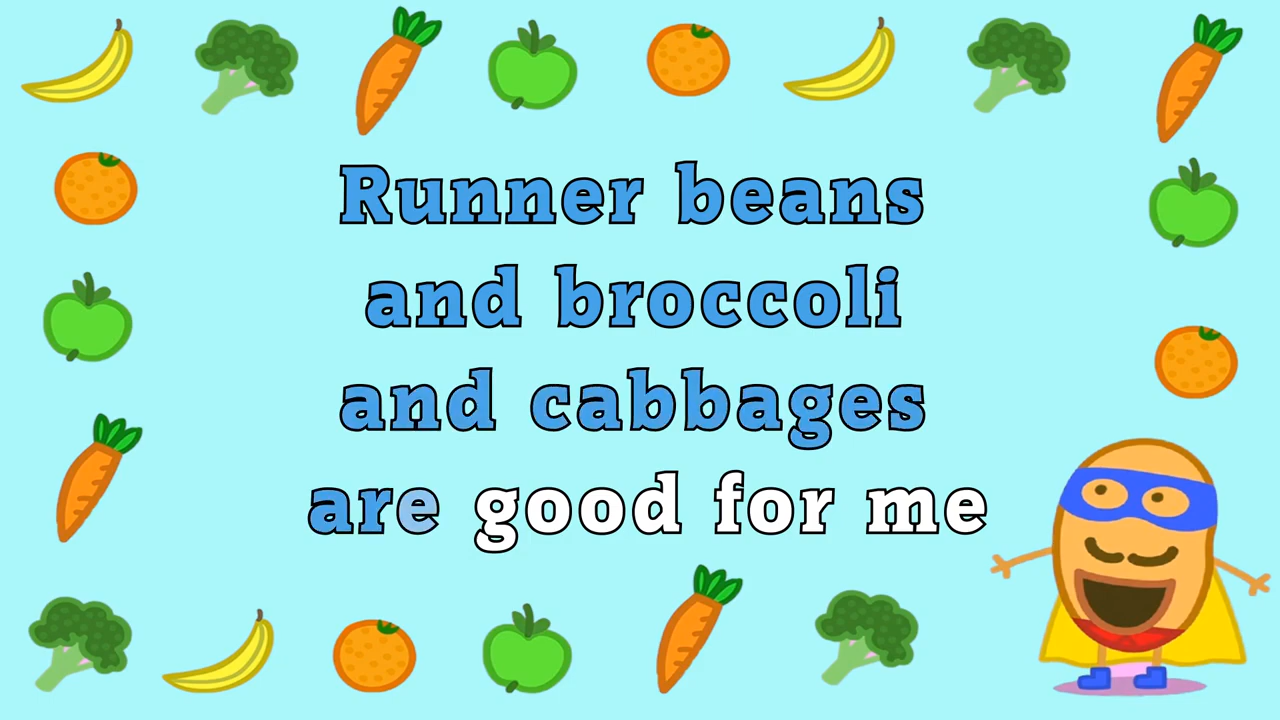 Runner beans
and broccoli
and cabbages
are good for me